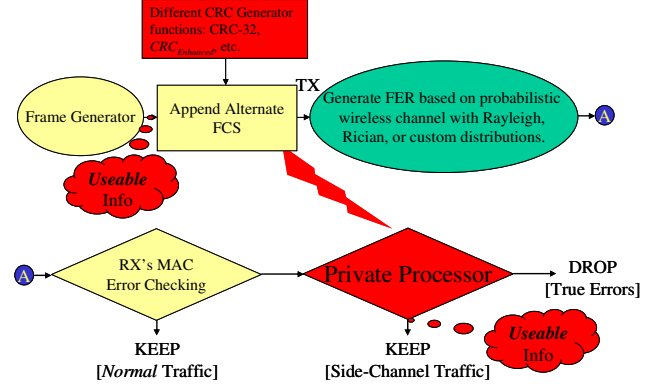 Different CRC Generator
functions: CRC-32,
CRC_Enhanced, etc.
TX
Frame Generator
Append Alternate
FCS
Generate FER based on probabilistic
wireless channel with Rayleigh,
Rician, or custom distributions.
A
Useable
Info
A
RX's MAC
Error Checking
Private Processor
DROP
[True Errors]
KEEP
[Normal Traffic]
KEEP
[Side-Channel Traffic]
Useable
Info